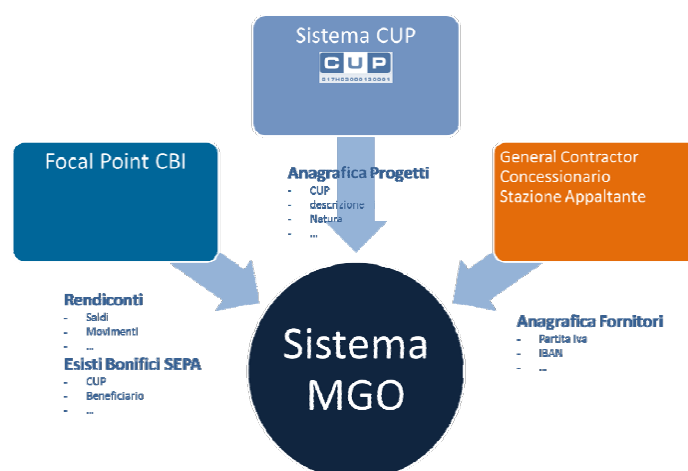 Sistema CUP
CUP
Focal Point CBI
General Contractor
Concessionario
Stazione Appaltante
Anagrafica Progetti
- CUP
- descrizione
- Natura
- ...
Rendiconti
- Saldi
- Movimenti
- ...
Esisti Bonifici SEPA
- CUP
- Beneficiario
- ...
Anagrafica Fornitori
- Partita Iva
- IBAN
- ...
Sistema
MGO